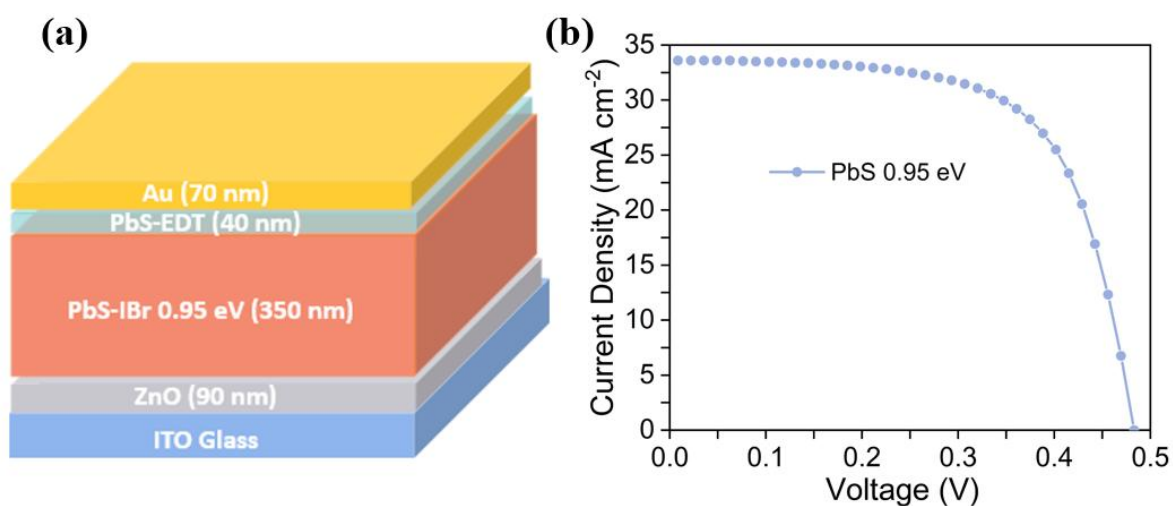 (a)
Au (70 nm)
PbS-EDT (40 nm)
PbS-IBr 0.95 eV (350 nm)
ZnO (90 nm)
ITO Glass
(b)
Current Density (mA cm⁻²)
35
30
25
20
15
10
5
0
PbS 0.95 eV
0.0 0.1 0.2 0.3 0.4 0.5
Voltage (V)